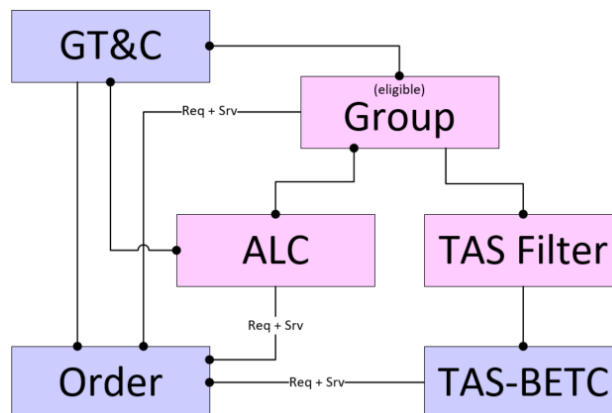 GT&C
(eligible)
Group
Req + Srv
ALC
TAS Filter
Req + Srv
Order
Req + Srv
TAS-BETC